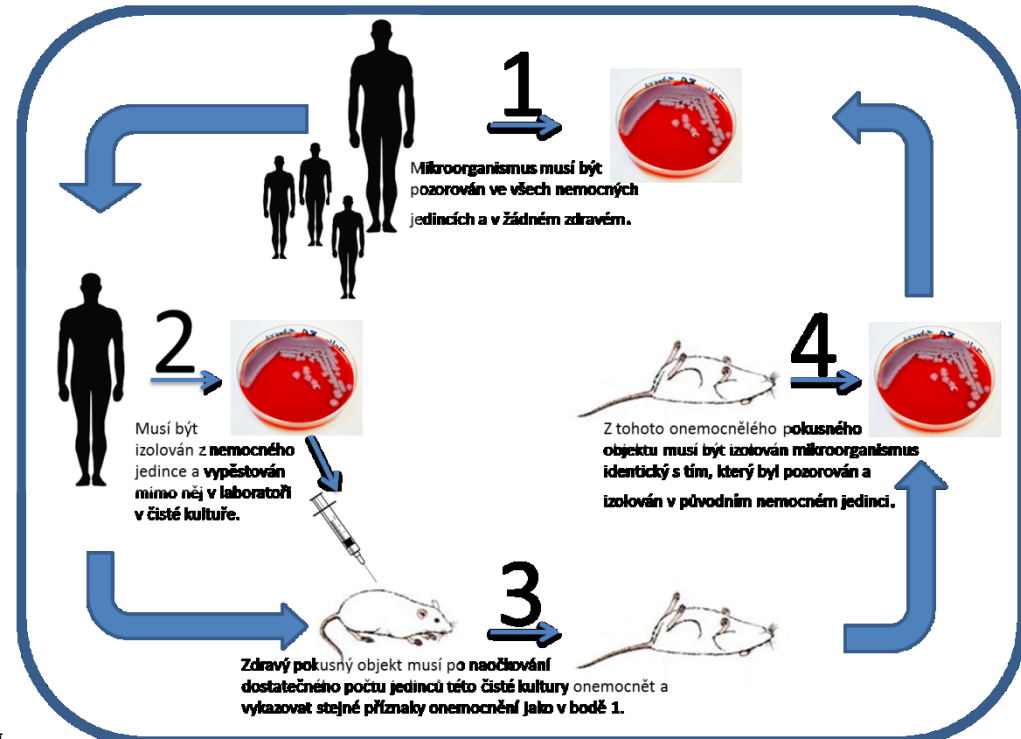 1
Mikroorganismus musí být
pozorován ve všech nemocných
jedincích a v žádném zdravém.
2
Musí být
izolován z nemocného
jedince a vypěstován
mimo něj v laboratoři
v čisté kultuře.
3
Zdravý pokusný objekt musí po naočkování
dostatečného počtu jedinců této čisté kultury onemocnět a
vykazovat stejné příznaky onemocnění jako v bodě 1.
4
Z tohoto onemocnělého pokusného
objektu musí být izolován mikroorganismus
identický s tím, který byl pozorován a
izolován v původním nemocném jedinci.